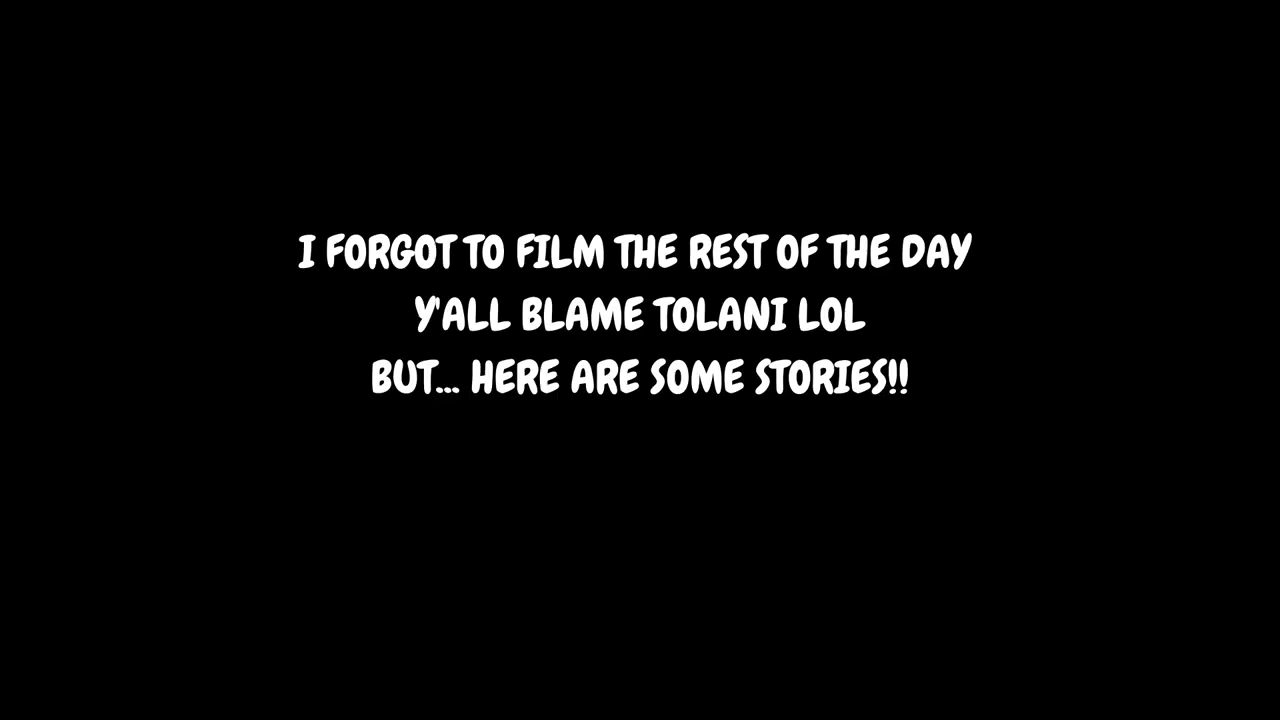 I FORGOT TO FILM THE REST OF THE DAY
Y'ALL BLAME TOLANI LOL
BUT... HERE ARE SOME STORIES!!